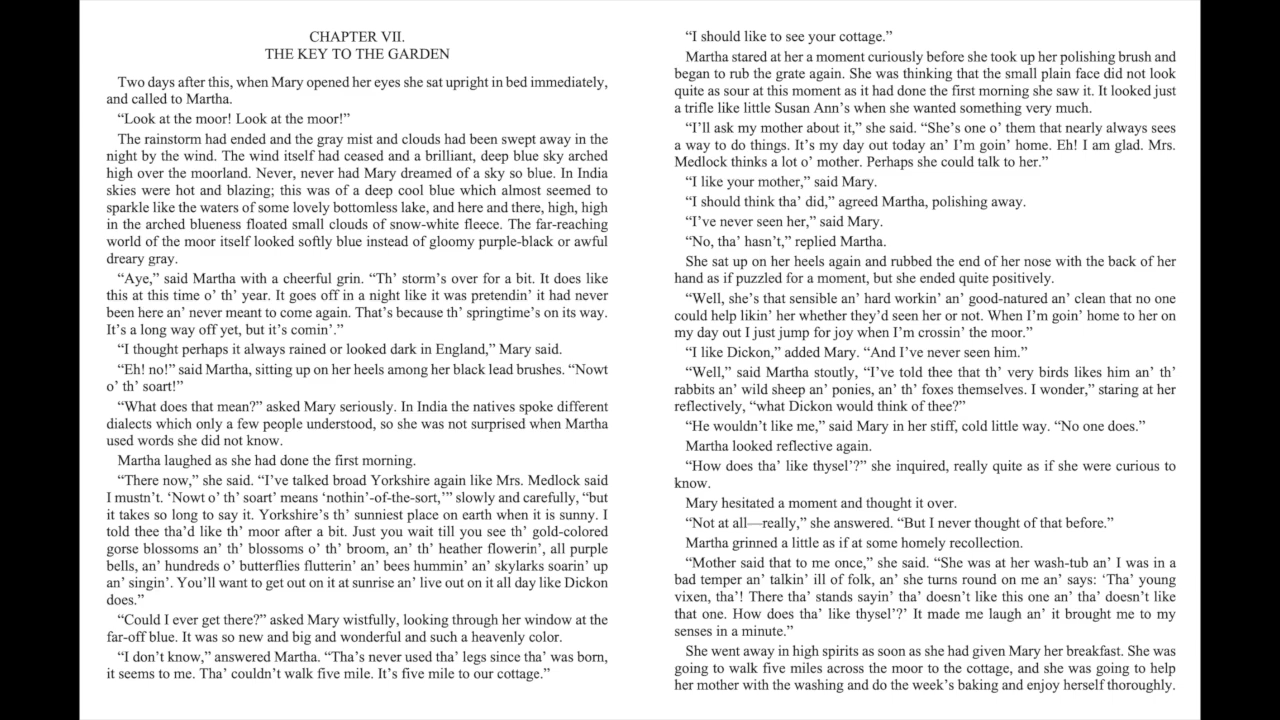 CHAPTER VII.
THE KEY TO THE GARDEN
Two days after this, when Mary opened her eyes she sat upright in bed immediately,
and called to Martha.
“Look at the moor! Look at the moor!”
The rainstorm had ended and the gray mist and clouds had been swept away in the
night by the wind. The wind itself had ceased and a brilliant, deep blue sky arched
high over the moorland. Never, never had Mary dreamed of a sky so blue. In India
skies were hot and blazing; this was of a deep cool blue which almost seemed to
sparkle like the waters of some lovely bottomless lake, and here and there, high, high
in the arched blueness floated small clouds of snow-white fleece. The far-reaching
world of the moor itself looked softly blue instead of gloomy purple-black or awful
dreary gray.
“Aye,” said Martha with a cheerful grin. “Th’ storm’s over for a bit. It does like
this at this time o’ th’ year. It goes off in a night like it was pretendin’ it had never
been here an’ never meant to come again. That’s because th’ springtime’s on its way.
It’s a long way off yet, but it’s comin’.”
“I thought perhaps it always rained or looked dark in England,” Mary said.
“Eh! no!” said Martha, sitting up on her heels among her black lead brushes. “Nowt
o’ th’ soart!”
“What does that mean?” asked Mary seriously. In India the natives spoke different
dialects which only a few people understood, so she was not surprised when Martha
used words she did not know.
Martha laughed as she had done the first morning.
“There now,” she said. “I’ve talked broad Yorkshire again like Mrs. Medlock said
I mustn’t. ‘Nowt o’ th’ soart’ means ‘nothin’-of-the-sort,’” slowly and carefully, “but
it takes so long to say it. Yorkshire’s th’ sunniest place on earth when it is sunny. I
told thee tha’d like th’ moor after a bit. Just you wait till you see th’ gold-colored
gorse blossoms an’ th’ blossoms o’ th’ broom, an’ th’ heather flowerin’, all purple
bells, an’ hundreds o’ butterflies flutterin’ an’ bees hummin’ an’ skylarks soarin’ up
an’ singin’. You’ll want to get out on it at sunrise an’ live out on it all day like Dickon
does.”
“Could I ever get there?” asked Mary wistfully, looking through her window at the
far-off blue. It was so new and big and wonderful and such a heavenly color.
“I don’t know,” answered Martha. “Tha’s never used tha’ legs since tha’ was born,
it seems to me. Tha’ couldn’t walk five mile. It’s five mile to our cottage.”
“I should like to see your cottage.”
Martha stared at her a moment curiously before she took up her polishing brush and
began to rub the grate again. She was thinking that the small plain face did not look
quite as sour at this moment as it had done the first morning she saw it. It looked just
a trifle like little Susan Ann’s when she wanted something very much.
“I’ll ask my mother about it,” she said. “She’s one o’ them that nearly always sees
a way to do things. It’s my day out today an’ I’m goin’ home. Eh! I am glad. Mrs.
Medlock thinks a lot o’ mother. Perhaps she could talk to her.”
“I like your mother,” said Mary.
“I should think tha’ did,” agreed Martha, polishing away.
“I’ve never seen her,” said Mary.
“No, tha’ hasn’t,” replied Martha.
She sat up on her heels again and rubbed the end of her nose with the back of her
hand as if puzzled for a moment, but she ended quite positively.
“Well, she’s that sensible an’ hard workin’ an’ good-natured an’ clean that no one
could help likin’ her whether they’d seen her or not. When I’m goin’ home to her on
my day out I just jump for joy when I’m crossin’ the moor.”
“I like Dickon,” added Mary. “And I’ve never seen him.”
“Well,” said Martha stoutly, “I’ve told thee that th’ very birds likes him an’ th’
rabbits an’ wild sheep an’ ponies, an’ th’ foxes themselves. I wonder,” staring at her
reflectively, “what Dickon would think of thee?”
“He wouldn’t like me,” said Mary in her stiff, cold little way. “No one does.”
Martha looked reflective again.
“How does tha’ like thysel’?” she inquired, really quite as if she were curious to
know.
Mary hesitated a moment and thought it over.
“Not at all—really,” she answered. “But I never thought of that before.”
Martha grinned a little as if at some homely recollection.
“Mother said that to me once,” she said. “She was at her wash-tub an’ I was in a
bad temper an’ talkin’ ill of folk, an’ she turns round on me an’ says: ‘Tha’ young
vixen, tha’! There tha’ stands sayin’ tha’ doesn’t like this one an’ tha’ doesn’t like
that one. How does tha’ like thysel’?’ It made me laugh an’ it brought me to my
senses in a minute.”
She went away in high spirits as soon as she had given Mary her breakfast. She was
going to walk five miles across the moor to the cottage, and she was going to help
her mother with the washing and do the week’s baking and enjoy herself thoroughly.